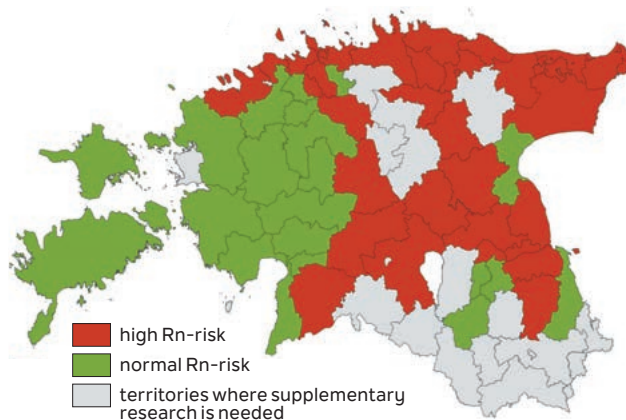 high Rn-risk
normal Rn-risk
territories where supplementary
research is needed